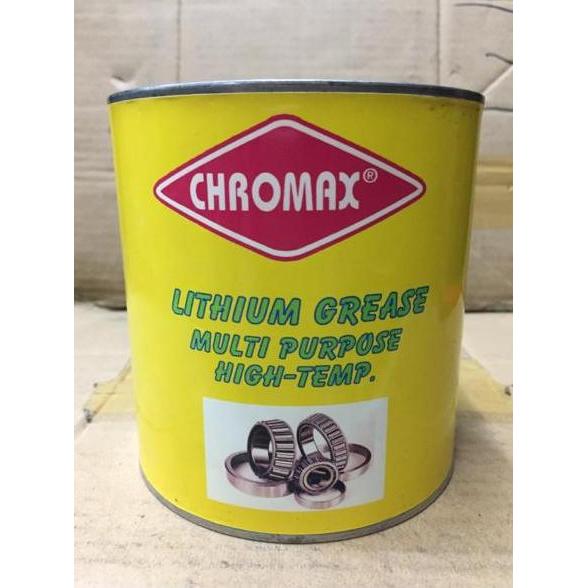 CHROMAX®
LITHIUM GREASE
MULTI PURPOSE
HIGH-TEMP.